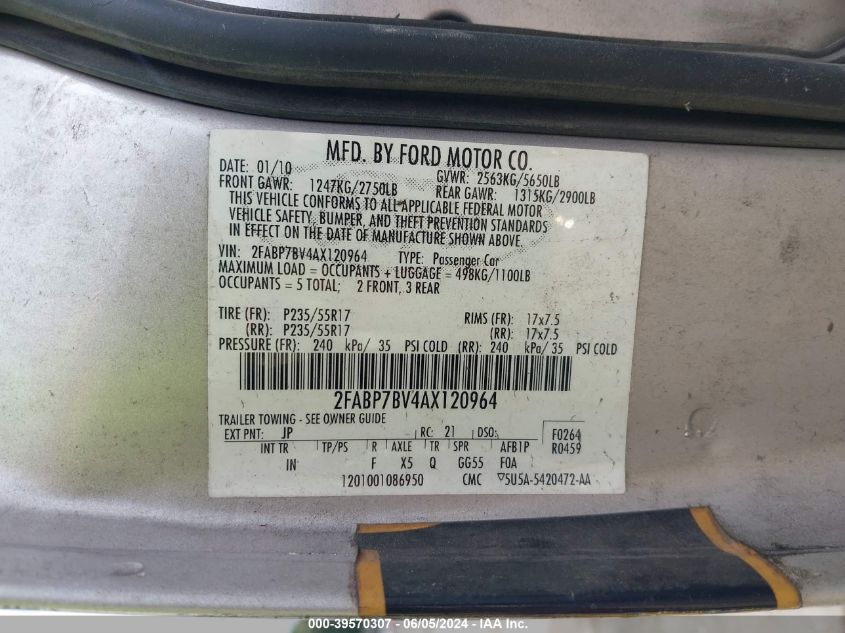 MFD. BY FORD MOTOR CO.
DATE: 01/10 GVWR: 2563KG/5650LB
FRONT GAWR: 1247KG/2750LB REAR GAWR: 1315KG/2900LB
THIS VEHICLE CONFORMS TO ALL APPLICABLE FEDERAL MOTOR
VEHICLE SAFETY, BUMPER, AND THEFT PREVENTION STANDARDS
IN EFFECT ON THE DATE OF MANUFACTURE SHOWN ABOVE.
VIN: 2FABP7BV4AX120964 TYPE: Passenger Car
MAXIMUM LOAD = OCCUPANTS + LUGGAGE = 498KG/1100LB
OCCUPANTS = 5 TOTAL; 2 FRONT, 3 REAR
TIRE (FR): P235/55R17 RIMS (FR): 17x7.5
(RR): P235/55R17 (RR): 17x7.5
PRESSURE (FR): 240 kPa/ 35 PSI COLD (RR): 240 kPa/ 35 PSI COLD
2FABP7BV4AX120964
TRAILER TOWING - SEE OWNER GUIDE
EXT PNT: JP RC: 21 DSO: F0264
INT TR TP/PS R AXLE TR SPR AFB1P R0459
IN F X5 Q GG55 FOA
1201001086950 CMC ▽5U5A-5420472-AA
000-39570307 - 06/05/2024 - IAA Inc.